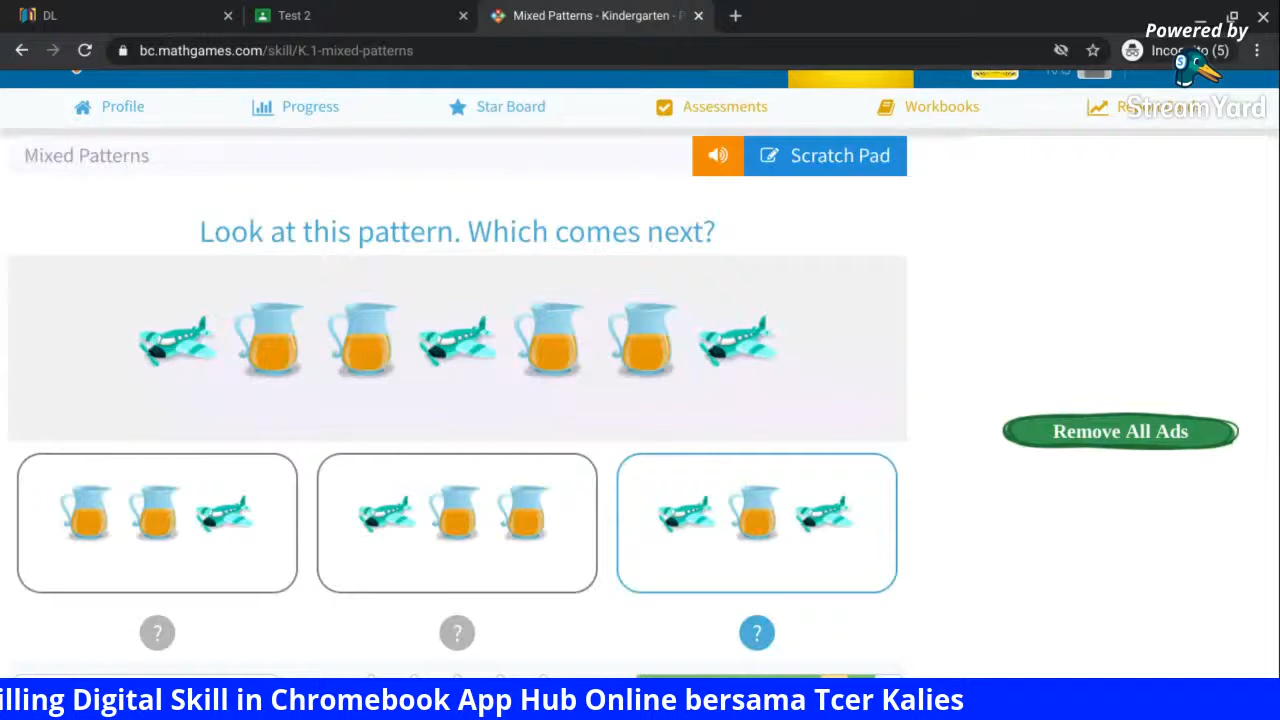 DL
Test 2
Mixed Patterns - Kindergarten -
Powered by
bc.mathgames.com/skill/K.1-mixed-patterns
StreamYard
Profile
Progress
Star Board
Assessments
Workbooks
Mixed Patterns
Scratch Pad
Look at this pattern. Which comes next?
Remove All Ads
?
?
?
illing Digital Skill in Chromebook App Hub Online bersama Tcer Kalies